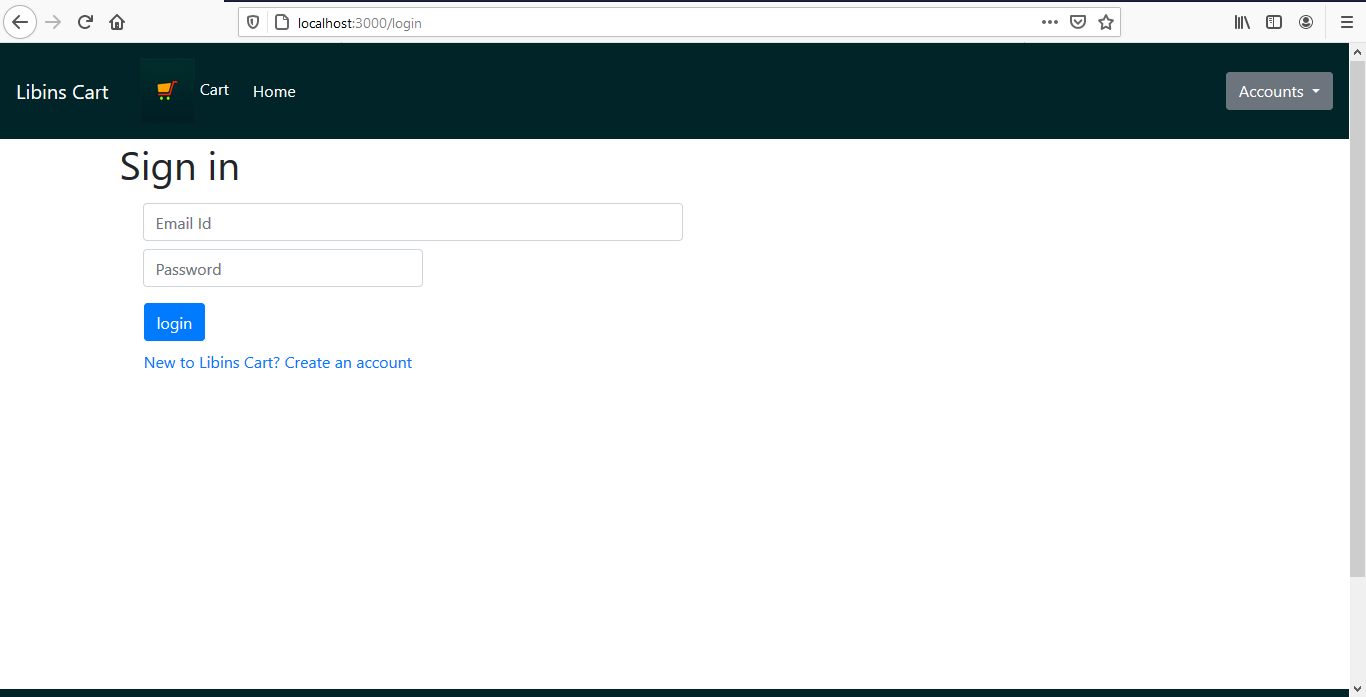 localhost:3000/login
Libins Cart Cart Home Accounts
Sign in
Email Id
Password
login
New to Libins Cart? Create an account